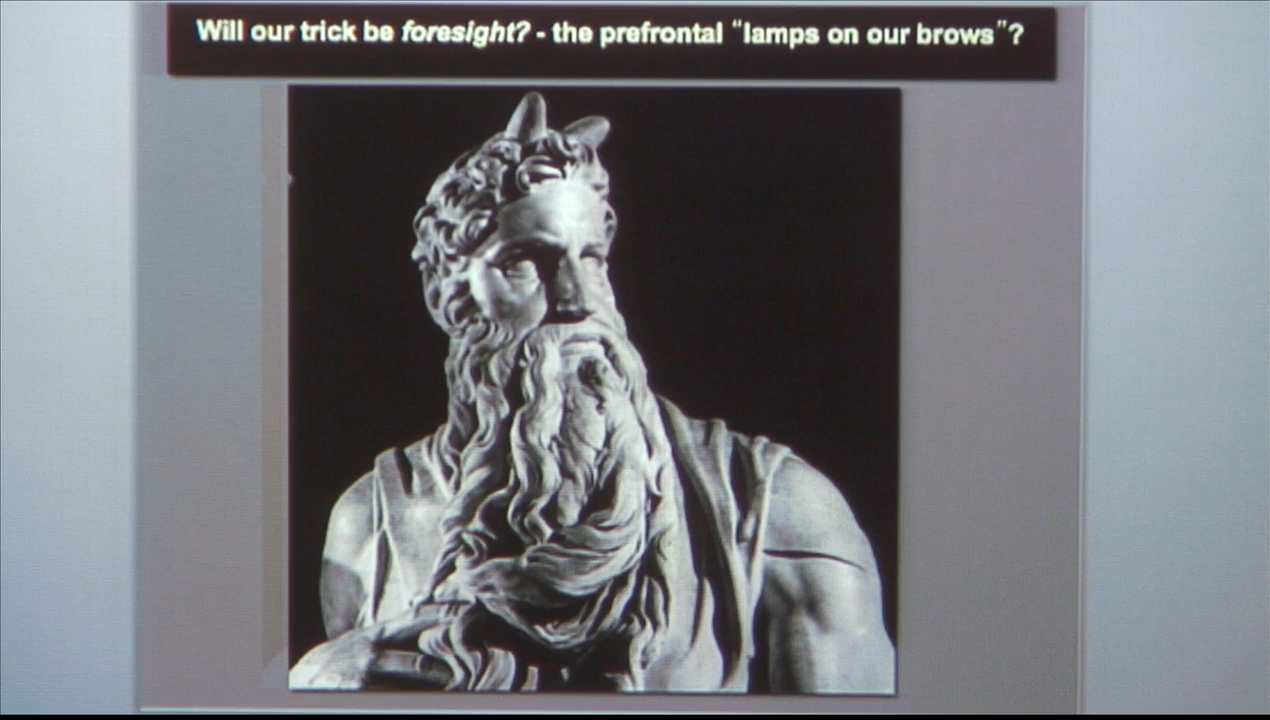 Will our trick be foresight? - the prefrontal “lamps on our brows”?